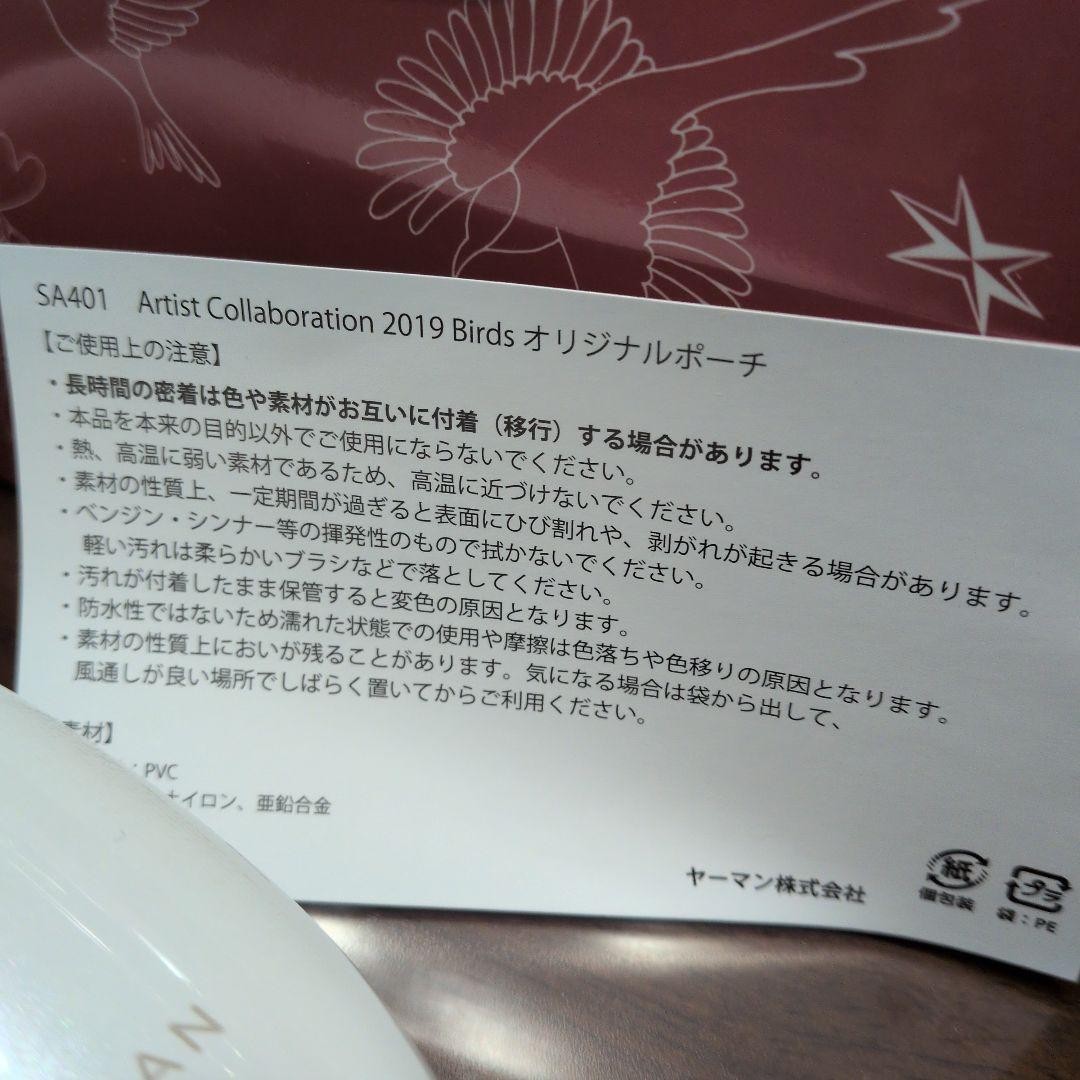 SA401 Artist Collaboration 2019 Birds オリジナルポーチ
【ご使用上の注意】
・長時間の密着は色や素材がお互いに付着（移行）する場合があります。
・本品を本来の目的以外でご使用にならないでください。
・熱、高温に弱い素材であるため、高温に近づけないでください。
・素材の性質上、一定期間が過ぎると表面にひび割れや、剥がれが起きる場合があります。
・ベンジン・シンナー等の揮発性のもので拭かないでください。
軽い汚れは柔らかいブラシなどで落としてください。
・汚れが付着したまま保管すると変色の原因となります。
・防水性ではないため濡れた状態での使用や摩擦は色落ちや色移りの原因となります。
・素材の性質上においが残ることがあります。気になる場合は袋から出して、
風通しが良い場所でしばらく置いてからご利用ください。
素材】
：PVC
ナイロン、亜鉛合金
ヤーマン株式会社
紙
個包装
プラ
袋：PE
AN